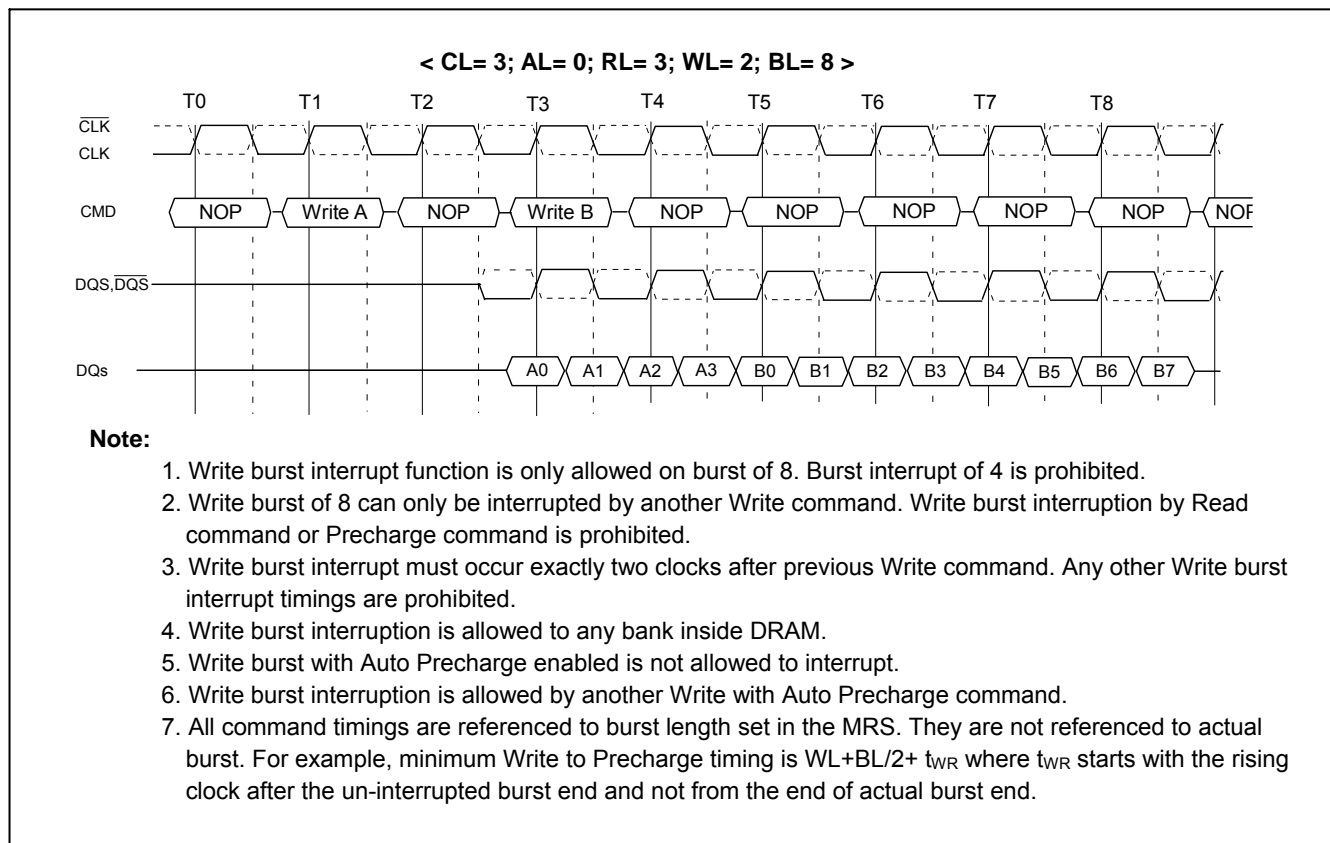 < CL= 3; AL= 0; RL= 3; WL= 2; BL= 8 >
T0 T1 T2 T3 T4 T5 T6 T7 T8
CLK
CLK
CMD NOP Write A NOP Write B NOP NOP NOP NOP NOP NOP
DQS,DQS
DQs A0 A1 A2 A3 B0 B1 B2 B3 B4 B5 B6 B7
Note:
1. Write burst interrupt function is only allowed on burst of 8. Burst interrupt of 4 is prohibited.
2. Write burst of 8 can only be interrupted by another Write command. Write burst interruption by Read
command or Precharge command is prohibited.
3. Write burst interrupt must occur exactly two clocks after previous Write command. Any other Write burst
interrupt timings are prohibited.
4. Write burst interruption is allowed to any bank inside DRAM.
5. Write burst with Auto Precharge enabled is not allowed to interrupt.
6. Write burst interruption is allowed by another Write with Auto Precharge command.
7. All command timings are referenced to burst length set in the MRS. They are not referenced to actual
burst. For example, minimum Write to Precharge timing is WL+BL/2+ tWR where tWR starts with the rising
clock after the un-interrupted burst end and not from the end of actual burst end.